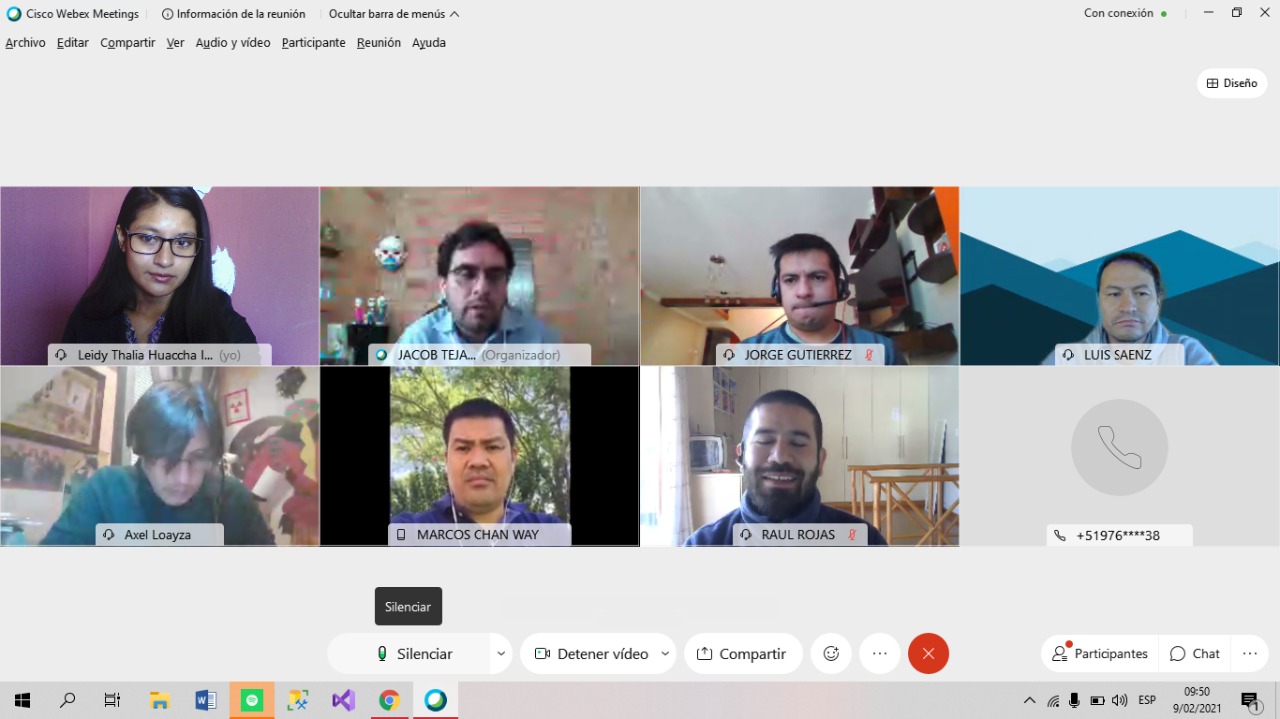 Cisco Webex Meetings
Información de la reunión
Ocultar barra de menús
Con conexión
Archivo Editar Compartir Ver Audio y vídeo Participante Reunión Ayuda
Diseño
Leidy Thalia Huaccha I... (yo)
JACOB TEJA... (Organizador)
JORGE GUTIERREZ
LUIS SAENZ
Axel Loayza
MARCOS CHAN WAY
RAUL ROJAS
+51976****38
Silenciar
Silenciar
Detener vídeo
Compartir
Participantes
Chat
ESP
09:50
9/02/2021
1